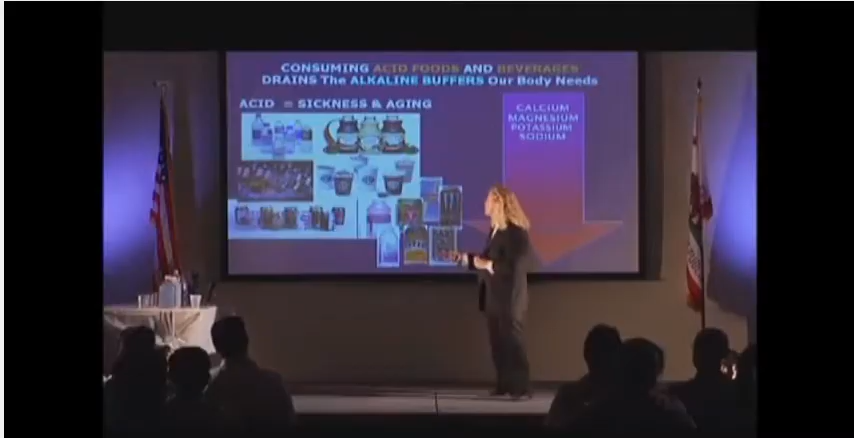 CONSUMING ACID FOODS AND BEVERAGES
DRAINS The ALKALINE BUFFERS Our Body Needs
ACID = SICKNESS & AGING
CALCIUM
MAGNESIUM
POTASSIUM
SODIUM